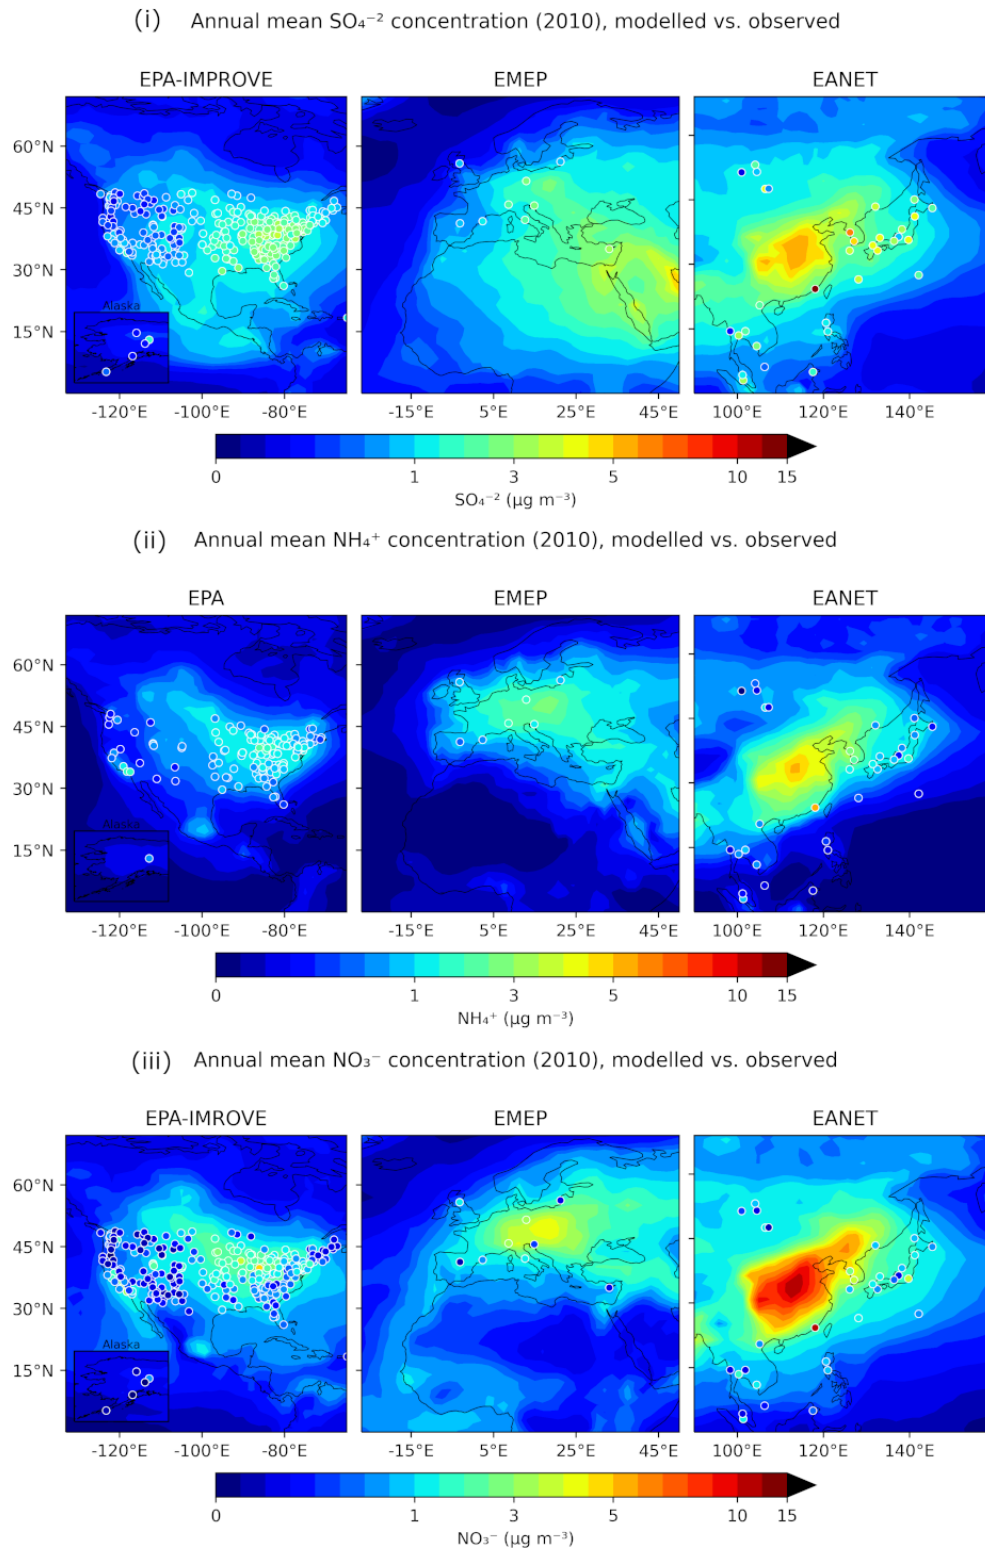 (i) Annual mean SO₄⁻² concentration (2010), modelled vs. observed
EPA-IMPROVE EMEP EANET
60°N
45°N
30°N
15°N
Alaska
-120°E -100°E -80°E -15°E 5°E 25°E 45°E 100°E 120°E 140°E
0 1 3 5 10 15
SO₄⁻² (μg m⁻³)
(ii) Annual mean NH₄⁺ concentration (2010), modelled vs. observed
EPA EMEP EANET
60°N
45°N
30°N
15°N
Alaska
-120°E -100°E -80°E -15°E 5°E 25°E 45°E 100°E 120°E 140°E
0 1 3 5 10 15
NH₄⁺ (μg m⁻³)
(iii) Annual mean NO₃⁻ concentration (2010), modelled vs. observed
EPA-IMROVE EMEP EANET
60°N
45°N
30°N
15°N
Alaska
-120°E -100°E -80°E -15°E 5°E 25°E 45°E 100°E 120°E 140°E
0 1 3 5 10 15
NO₃⁻ (μg m⁻³)